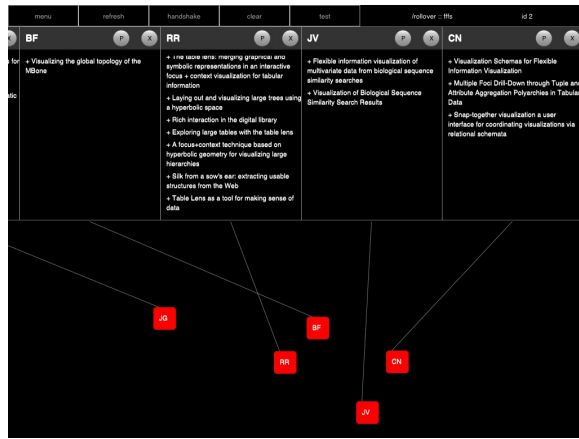 menu refresh handshake clear test /rollover :: fffs id 2
X
for
atic
BF P X
+ Visualizing the global topology of the
MBone
RR P X
+ The table lens: merging graphical and
symbolic representations in an interactive
focus + context visualization for tabular
information
+ Laying out and visualizing large trees using
a hyperbolic space
+ Rich interaction in the digital library
+ Exploring large tables with the table lens
+ A focus+context technique based on
hyperbolic geometry for visualizing large
hierarchies
+ Silk from a sow's ear: extracting usable
structures from the Web
+ Table Lens as a tool for making sense of
data
JV P X
+ Flexible information visualization of
multivariate data from biological sequence
similarity searches
+ Visualization of Biological Sequence
Similarity Search Results
CN P X
+ Visualization Schemas for Flexible
Information Visualization
+ Multiple Foci Drill-Down through Tuple and
Attribute Aggregation Polyarchies in Tabular
Data
+ Snap-together visualization a user
interface for coordinating visualizations via
relational schemata
JG
BF
RR
CN
JV